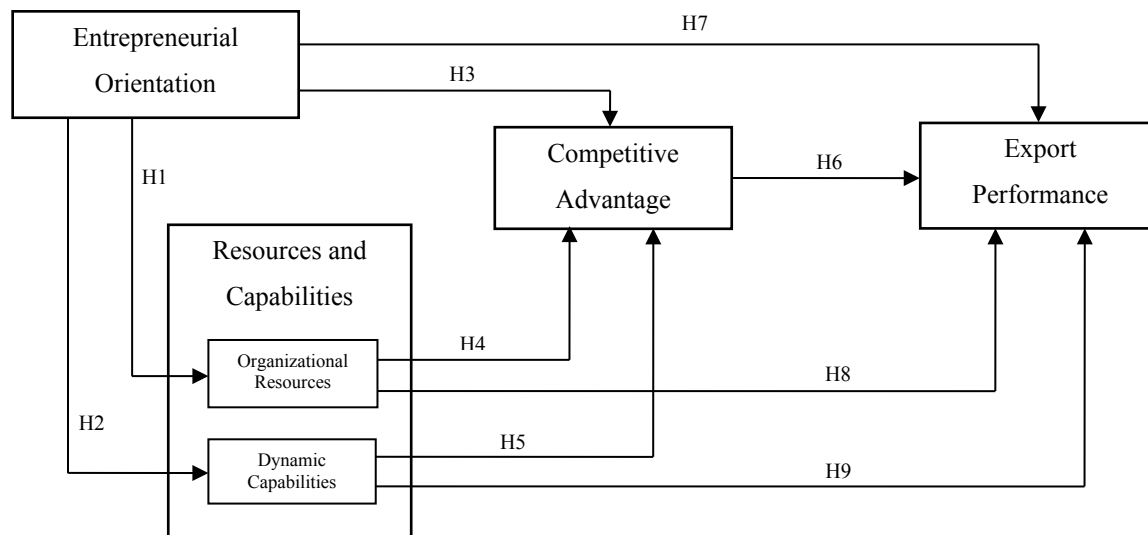 Entrepreneurial
Orientation
H7
H3
Competitive
Advantage
H6
Export
Performance
H1
Resources and
Capabilities
Organizational
Resources
H4
H8
H2
Dynamic
Capabilities
H5
H9